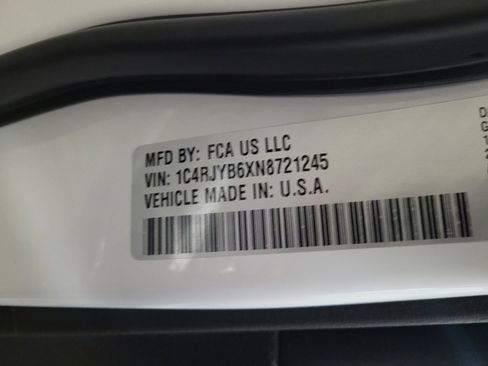 MFD BY: FCA US LLC
VIN: 1C4RJYB6XN8721245
VEHICLE MADE IN: U.S.A.